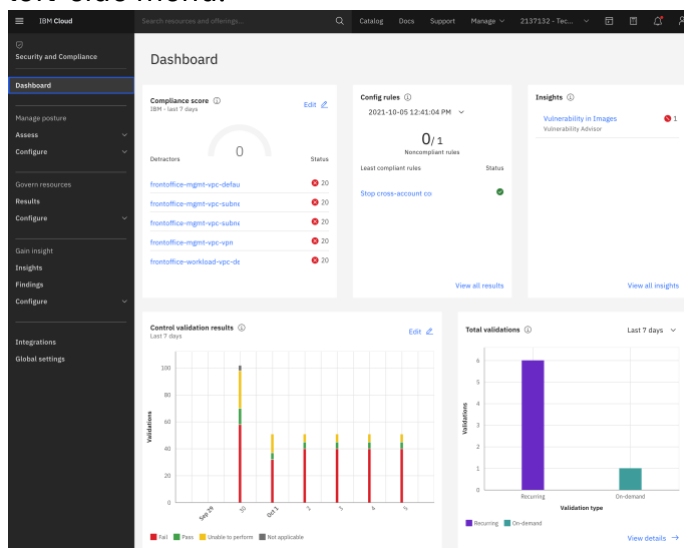 left-side menu.
IBM Cloud
Search resources and offerings...
Catalog
Docs
Support
Manage
2137132 - Tec...
Security and Compliance
Dashboard
Manage posture
Assess
Configure
Govern resources
Results
Configure
Gain insight
Insights
Findings
Configure
Integrations
Global settings
Dashboard
Compliance score
IBM - last 7 days
Edit
0
Detractors
Status
frontoffice-mgmt-vpc-defau
20
frontoffice-mgmt-vpc-subne
20
frontoffice-mgmt-vpc-subne
20
frontoffice-mgmt-vpc-vpn
20
frontoffice-workload-vpc-de
20
Config rules
2021-10-05 12:41:04 PM
0/1
Noncompliant rules
Least compliant rules
Status
Stop cross-account co
View all results
Insights
Vulnerability in Images
1
Vulnerability Advisor
View all insights
Control validation results
Last 7 days
Edit
Validations
100
80
60
40
20
0
Sep 29
30
Oct 1
2
3
4
5
Fail
Pass
Unable to perform
Not applicable
Total validations
Last 7 days
Validations
6
5
4
3
2
1
0
Recurring
On-demand
Validation type
Recurring
On-demand
View details →